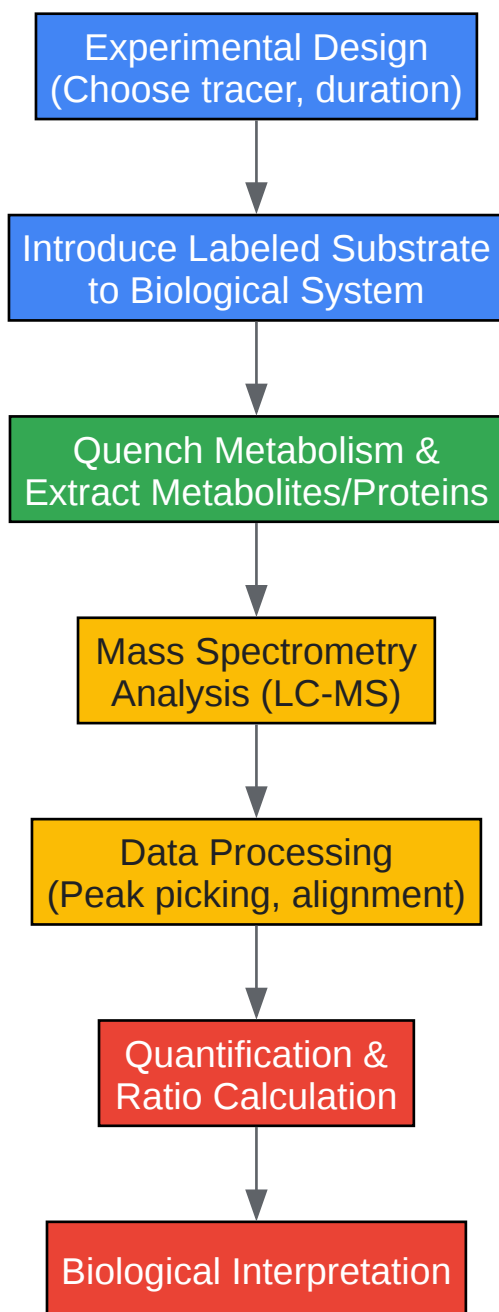 Experimental Design
(Choose tracer, duration)
Introduce Labeled Substrate
to Biological System
Quench Metabolism &
Extract Metabolites/Proteins
Mass Spectrometry
Analysis (LC-MS)
Data Processing
(Peak picking, alignment)
Quantification &
Ratio Calculation
Biological Interpretation